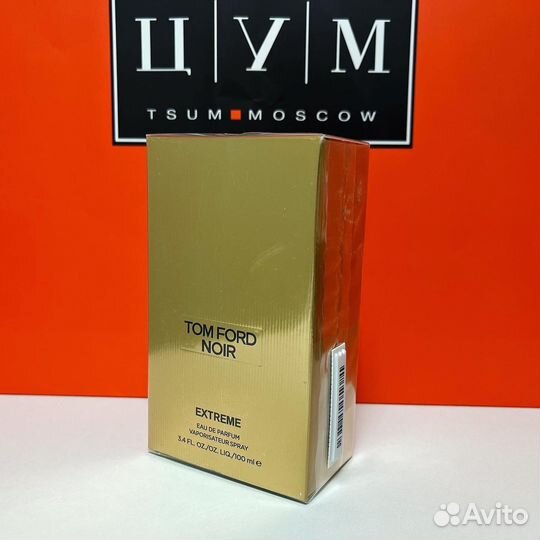 ЦУМ
TSUM MOSCOW
TOM FORD
NOIR
EXTREME
EAU DE PARFUM
VAPORISATEUR SPRAY
3.4 FL. OZ./OZ. LIQ./100 ml e
Avito